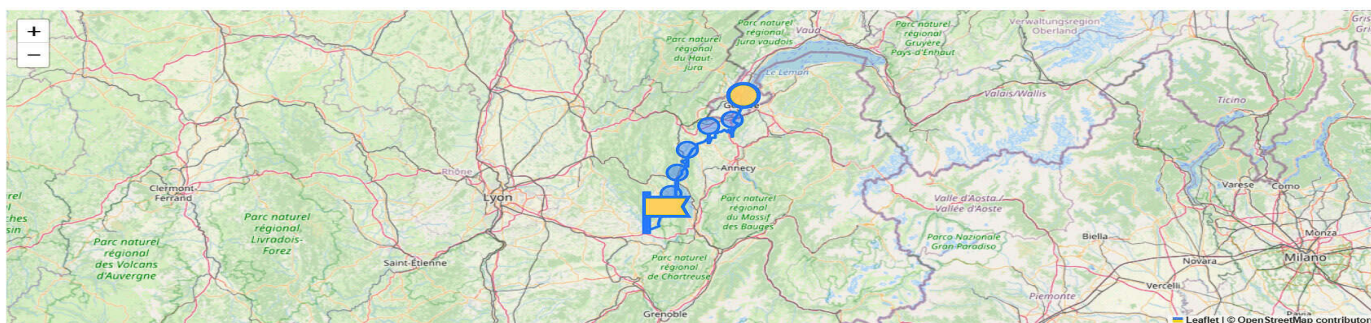 +
−
Parc naturel
régional
du Haut-
Jura
Parc naturel
régional
Jura vaudois
Vaud
Parc naturel
régional
Gruyère
Pays-d'Enhaut
Verwaltungsregion
Oberland
Le Léman
Valais/Wallis
Ticino
Annecy
Clermont-
Ferrand
Rhône
Lyon
Parc naturel
régional
du Massif
des Bauges
Valle d'Aosta /
Vallée d'Aoste
Parco Nazionale
Gran Paradiso
Varese
Como
Biella
Monza
Novara
Milano
Vercelli
Pavia
Piemonte
Parc naturel
régional
Livradois-
Forez
Parc naturel
régional
des Volcans
d'Auvergne
Saint-Étienne
Parc naturel
régional
de Chartreuse
Grenoble
Leaflet | © OpenStreetMap contributor